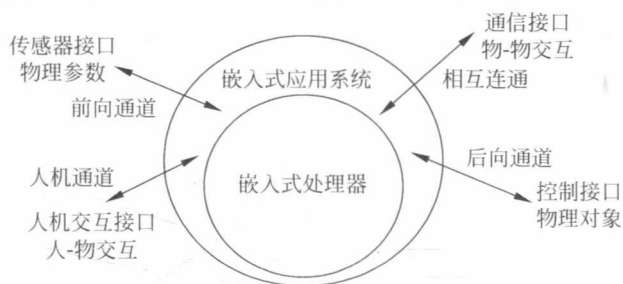 传感器接口
物理参数
前向通道
人机通道
人机交互接口
人-物交互
嵌入式应用系统
嵌入式处理器
通信接口
物-物交互
相互连通
后向通道
控制接口
物理对象